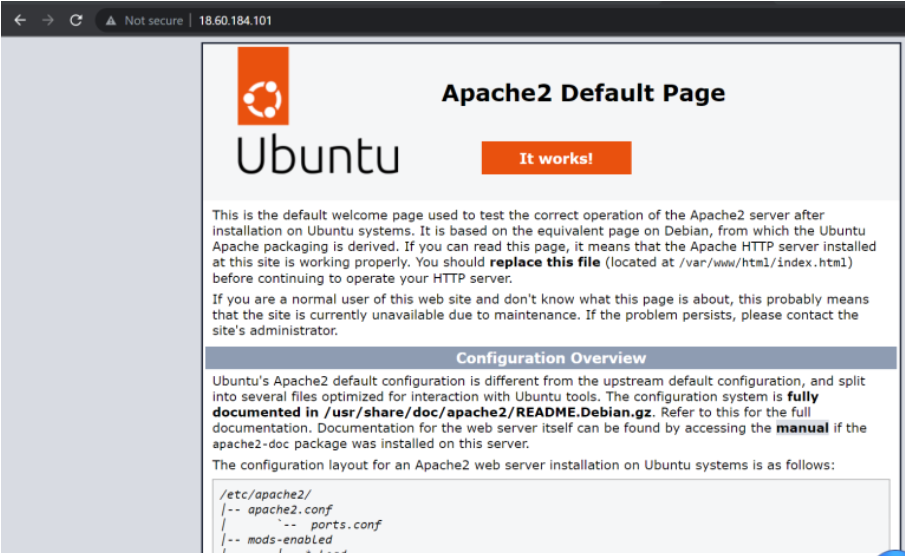 Not secure | 18.60.184.101
Apache2 Default Page
Ubuntu
It works!
This is the default welcome page used to test the correct operation of the Apache2 server after
installation on Ubuntu systems. It is based on the equivalent page on Debian, from which the Ubuntu
Apache packaging is derived. If you can read this page, it means that the Apache HTTP server installed
at this site is working properly. You should replace this file (located at /var/www/html/index.html)
before continuing to operate your HTTP server.
If you are a normal user of this web site and don't know what this page is about, this probably means
that the site is currently unavailable due to maintenance. If the problem persists, please contact the
site's administrator.
Configuration Overview
Ubuntu's Apache2 default configuration is different from the upstream default configuration, and split
into several files optimized for interaction with Ubuntu tools. The configuration system is fully
documented in /usr/share/doc/apache2/README.Debian.gz. Refer to this for the full
documentation. Documentation for the web server itself can be found by accessing the manual if the
apache2-doc package was installed on this server.
The configuration layout for an Apache2 web server installation on Ubuntu systems is as follows:
/etc/apache2/
|-- apache2.conf
|       `--  ports.conf
|-- mods-enabled